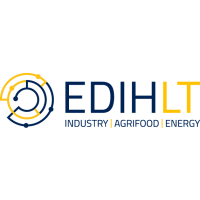 EDIHLT
INDUSTRY | AGRIFOOD | ENERGY